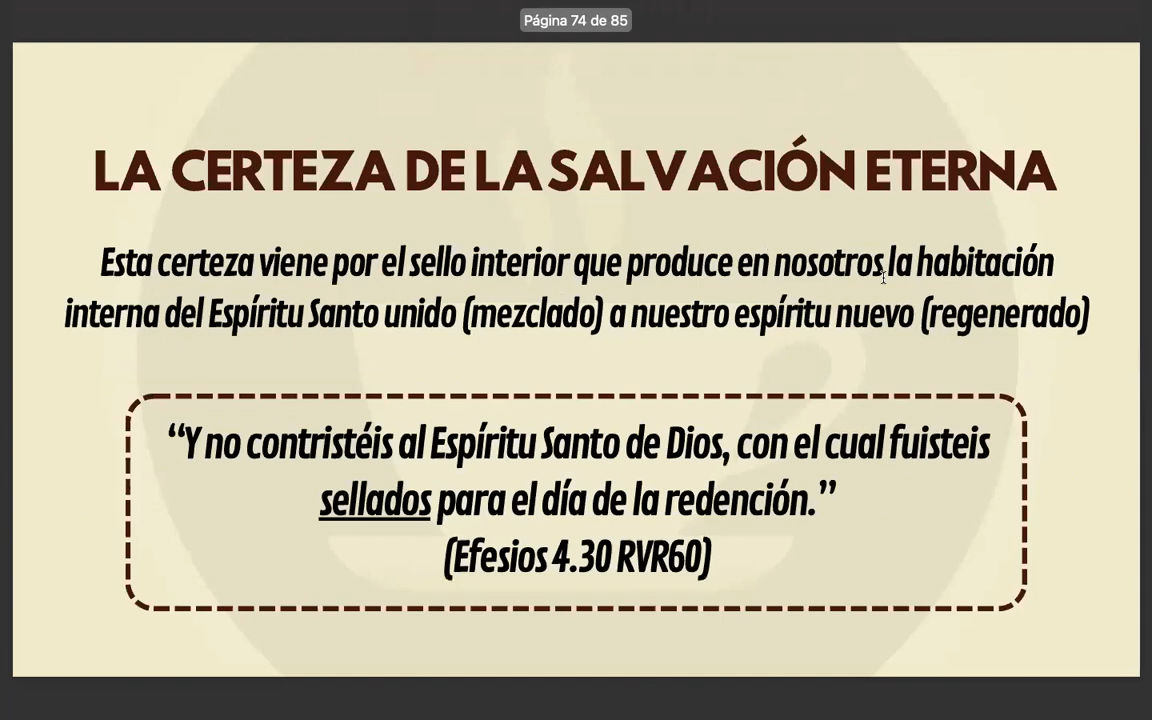 Página 74 de 85
LA CERTEZA DE LA SALVACIÓN ETERNA
Esta certeza viene por el sello interior que produce en nosotros la habitación
interna del Espíritu Santo unido (mezclado) a nuestro espíritu nuevo (regenerado)
“Y no contristéis al Espíritu Santo de Dios, con el cual fuisteis
sellados para el día de la redención.”
(Efesios 4.30 RVR60)